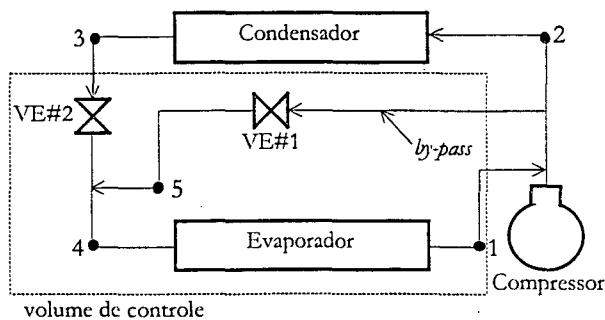 3
Condensador
2
VE#2
VE#1
by-pass
5
4
Evaporador
1
Compressor
volume de controle